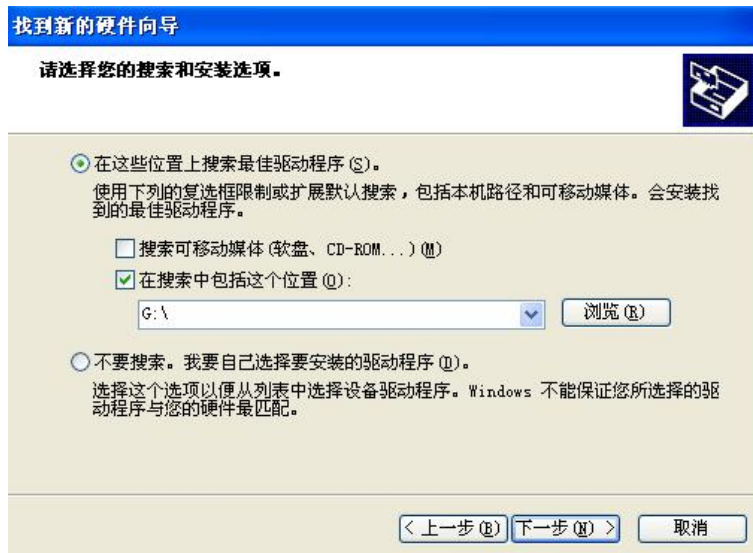 找到新的硬件向导
请选择您的搜索和安装选项。
在这些位置上搜索最佳驱动程序(S)。
使用下列的复选框限制或扩展默认搜索，包括本机路径和可移动媒体。会安装找
到的最佳驱动程序。
搜索可移动媒体(软盘、CD-ROM...)(M)
在搜索中包括这个位置(O):
G:\
浏览(R)
不要搜索。我要自己选择要安装的驱动程序(D)。
选择这个选项以便从列表中选择设备驱动程序。Windows 不能保证您所选择的驱
动程序与您的硬件最匹配。
< 上一步(B) 下一步(N) > 取消